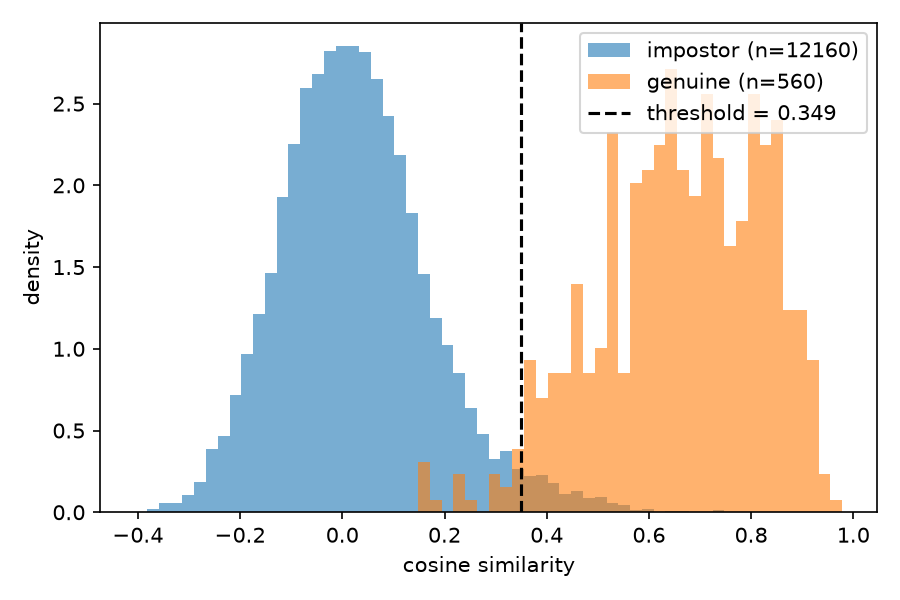 impostor (n=12160)
genuine (n=560)
threshold = 0.349
2.5
2.0
1.5
1.0
0.5
0.0
density
−0.4 −0.2 0.0 0.2 0.4 0.6 0.8 1.0
cosine similarity